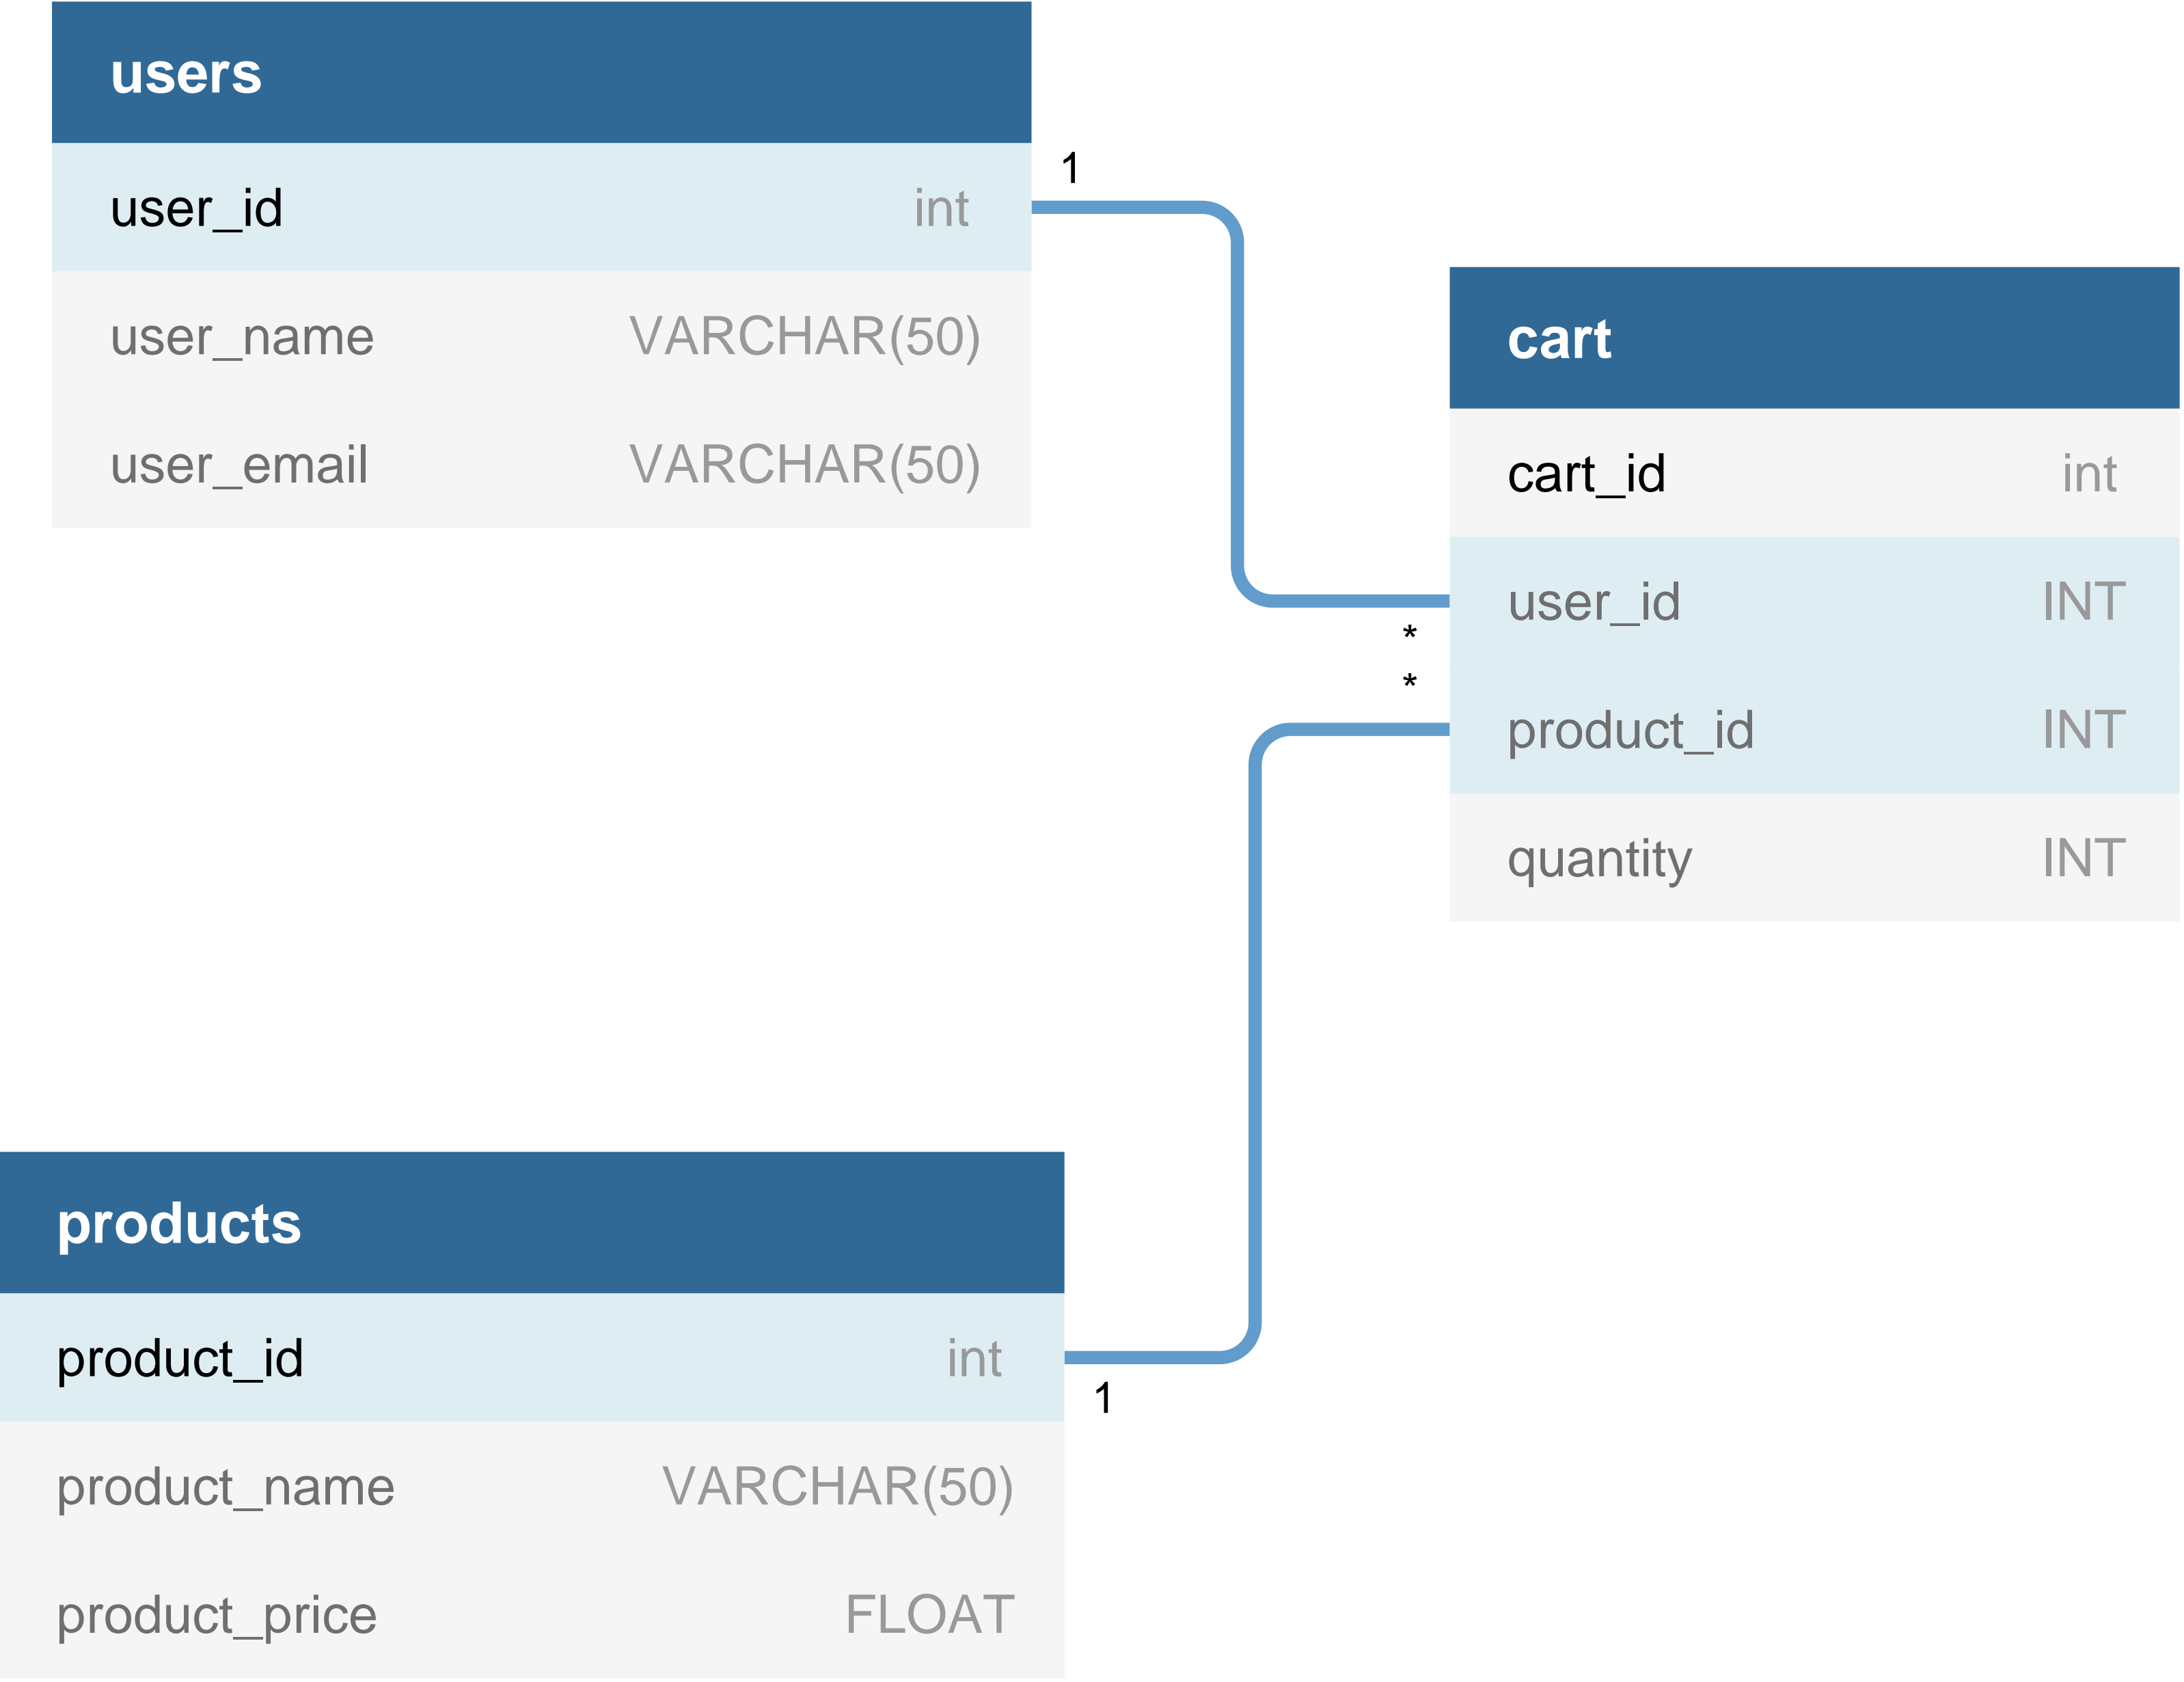 users
user_id int
user_name VARCHAR(50)
user_email VARCHAR(50)
1
cart
cart_id int
user_id INT
product_id INT
quantity INT
*
*
products
product_id int
product_name VARCHAR(50)
product_price FLOAT
1